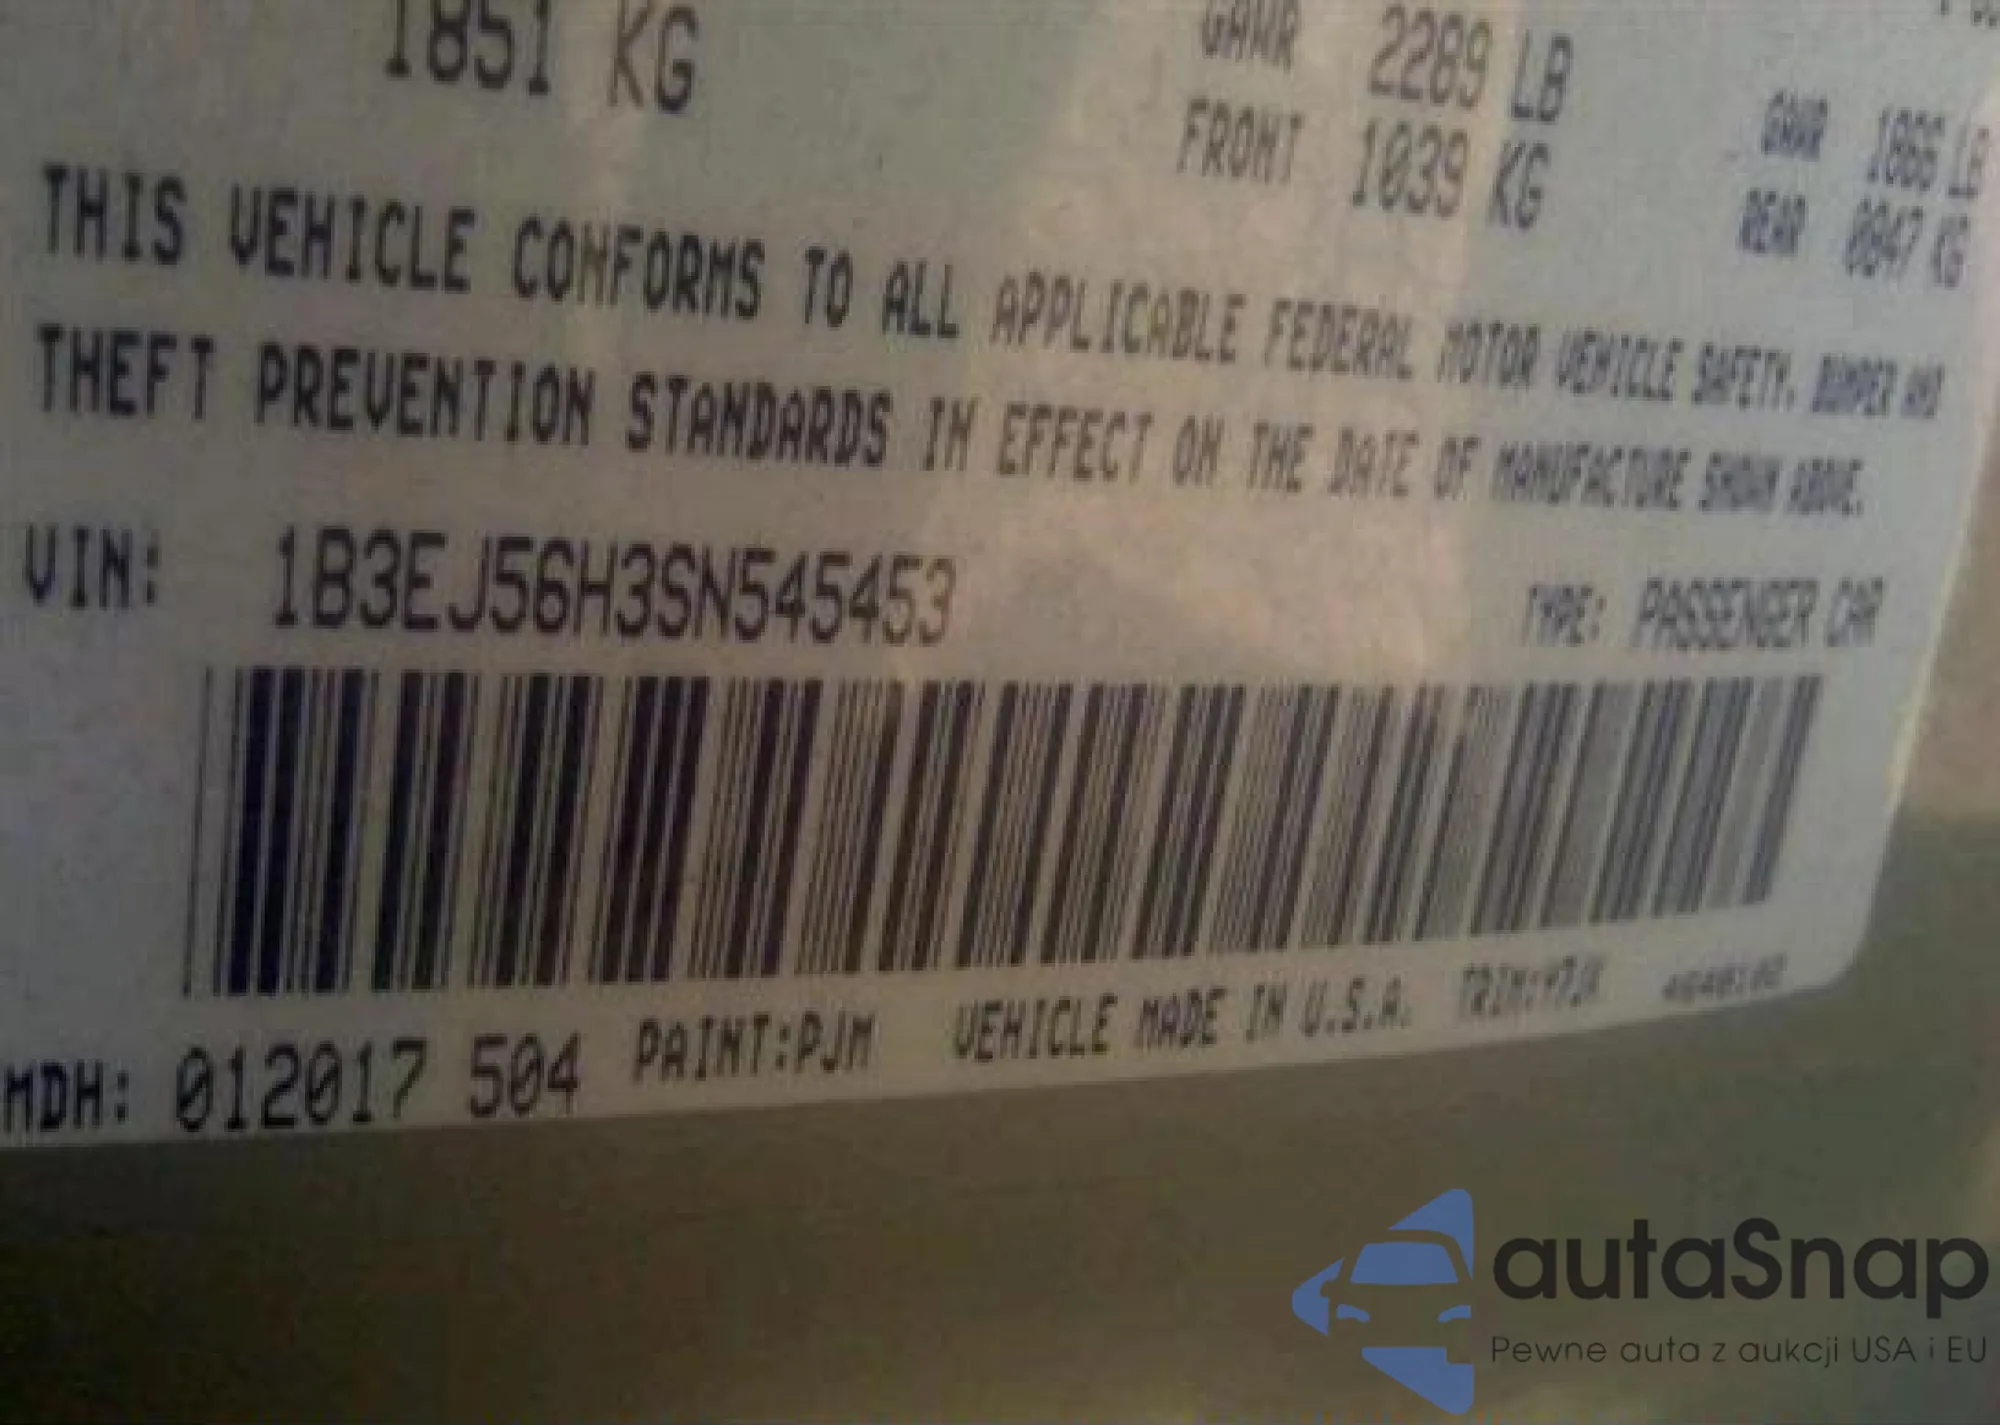 1851 KG
GAWR 2289 LB
FRONT 1039 KG
GAWR 1866 LB
REAR 0847 KG
THIS VEHICLE CONFORMS TO ALL APPLICABLE FEDERAL MOTOR VEHICLE SAFETY, BUMPER AND
THEFT PREVENTION STANDARDS IN EFFECT ON THE DATE OF MANUFACTURE SHOWN ABOVE.
VIN: 1B3EJ56H3SN545453
TYPE: PASSENGER CAR
MDH: 012017 504 PAINT:PJM VEHICLE MADE IN U.S.A.
autaSnap
Pewne auta z aukcji USA i EU